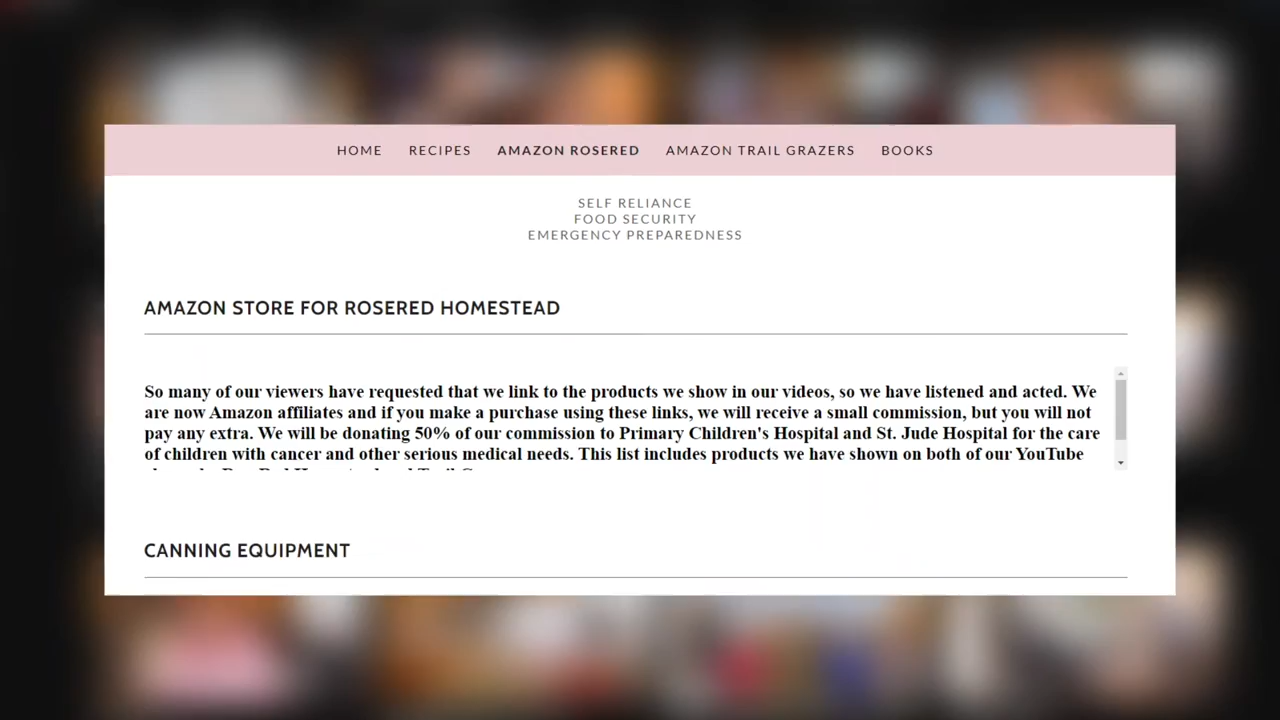 HOME RECIPES AMAZON ROSERED AMAZON TRAIL GRAZERS BOOKS
SELF RELIANCE
FOOD SECURITY
EMERGENCY PREPAREDNESS
AMAZON STORE FOR ROSERED HOMESTEAD
So many of our viewers have requested that we link to the products we show in our videos, so we have listened and acted. We
are now Amazon affiliates and if you make a purchase using these links, we will receive a small commission, but you will not
pay any extra. We will be donating 50% of our commission to Primary Children's Hospital and St. Jude Hospital for the care
of children with cancer and other serious medical needs. This list includes products we have shown on both of our YouTube
CANNING EQUIPMENT